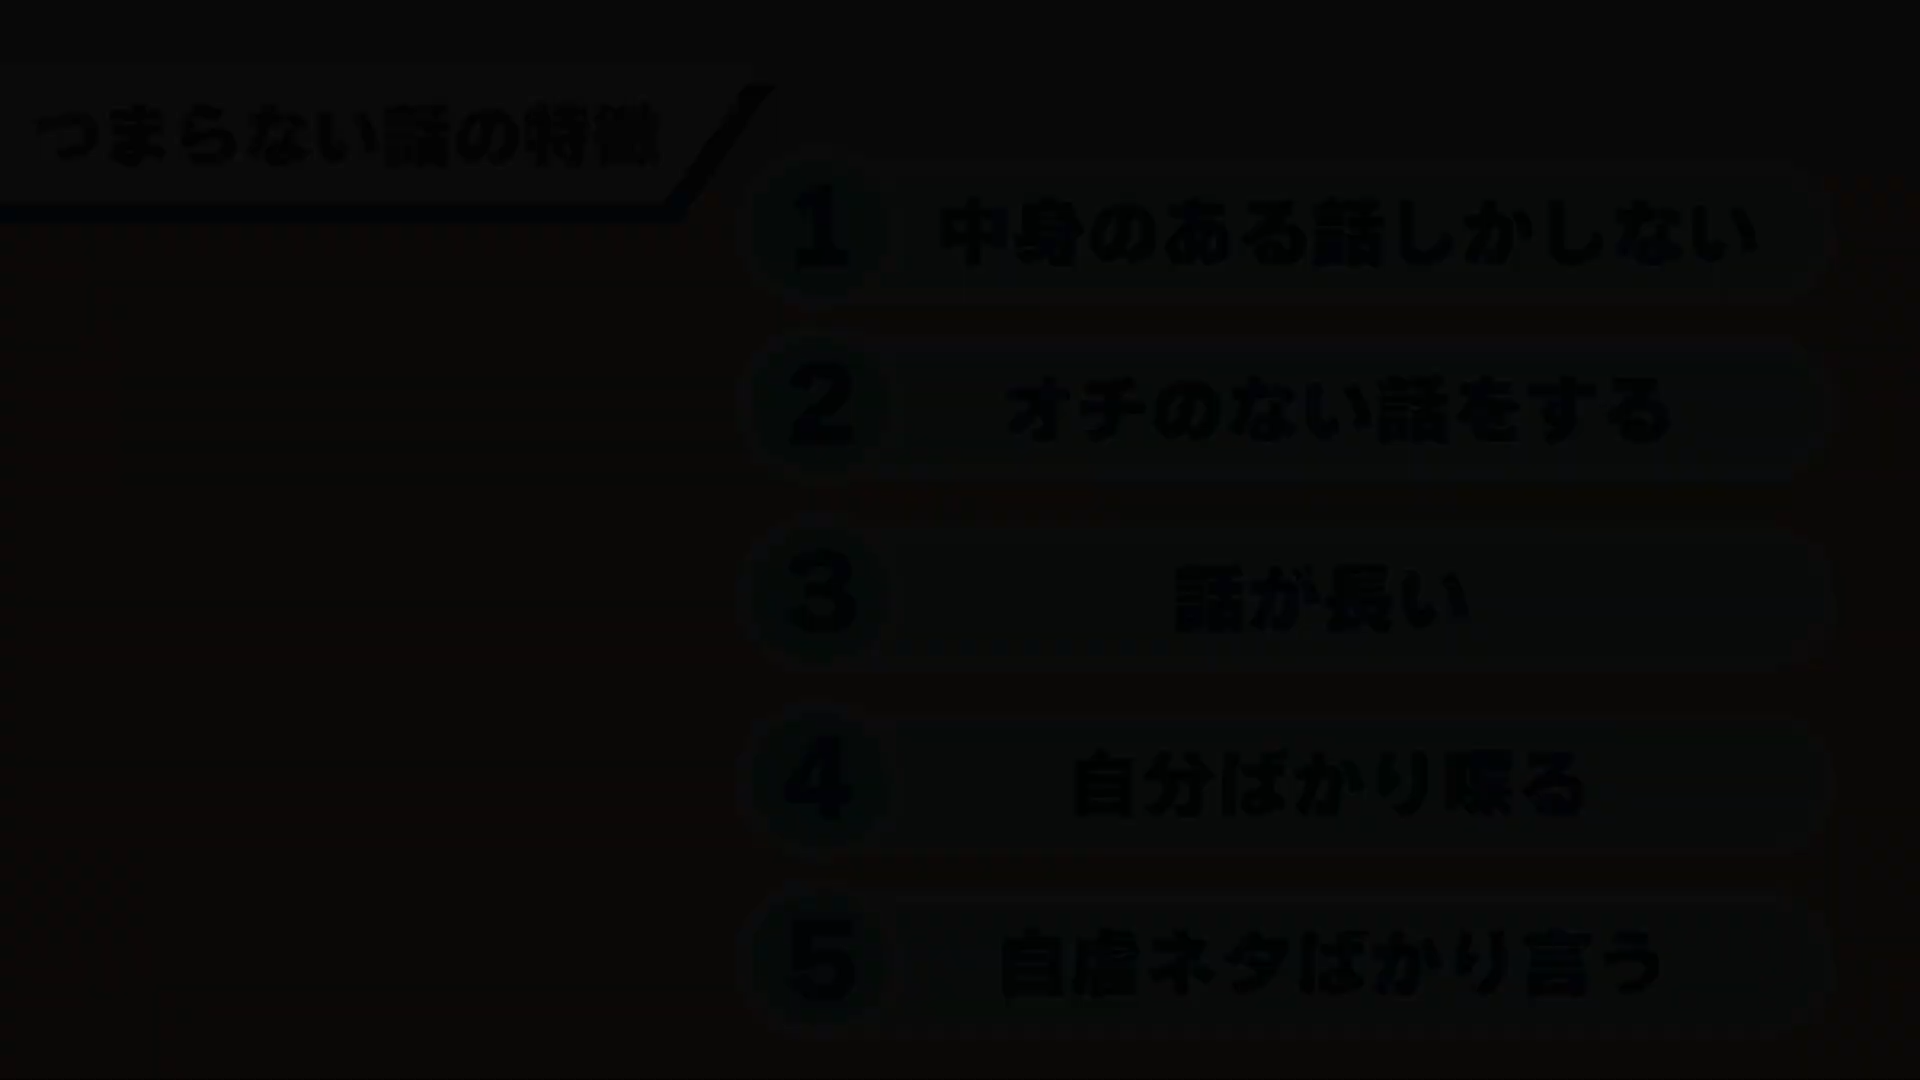 つまらない話の特徴
1 中身のある話しかしない
2 オチのない話をする
3 話が長い
4 自分ばかり喋る
5 自虐ネタばかり言う